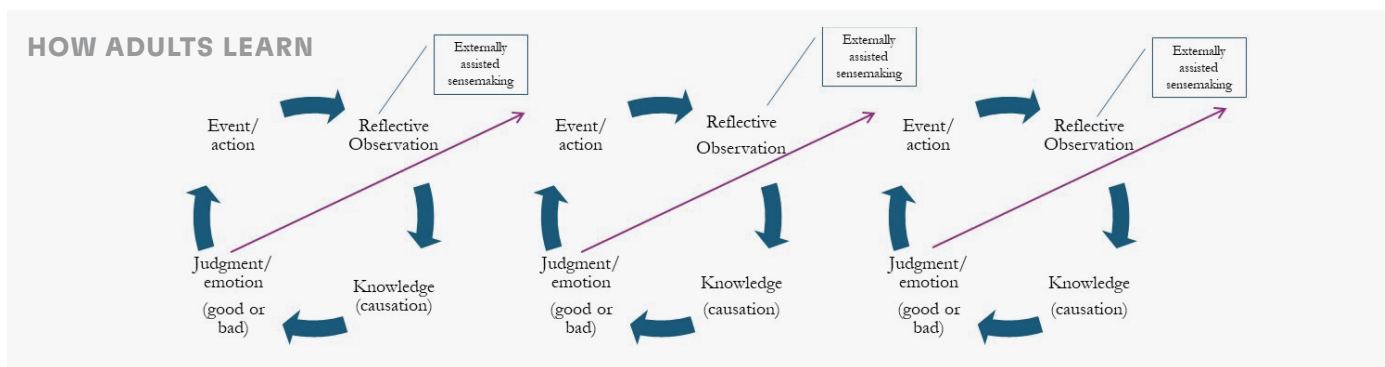 HOW ADULTS LEARN
Externally
assisted
sensemaking
Event/
action
Reflective
Observation
Judgment/
emotion
(good or
bad)
Knowledge
(causation)
Externally
assisted
sensemaking
Event/
action
Reflective
Observation
Judgment/
emotion
(good or
bad)
Knowledge
(causation)
Externally
assisted
sensemaking
Event/
action
Reflective
Observation
Judgment/
emotion
(good or
bad)
Knowledge
(causation)